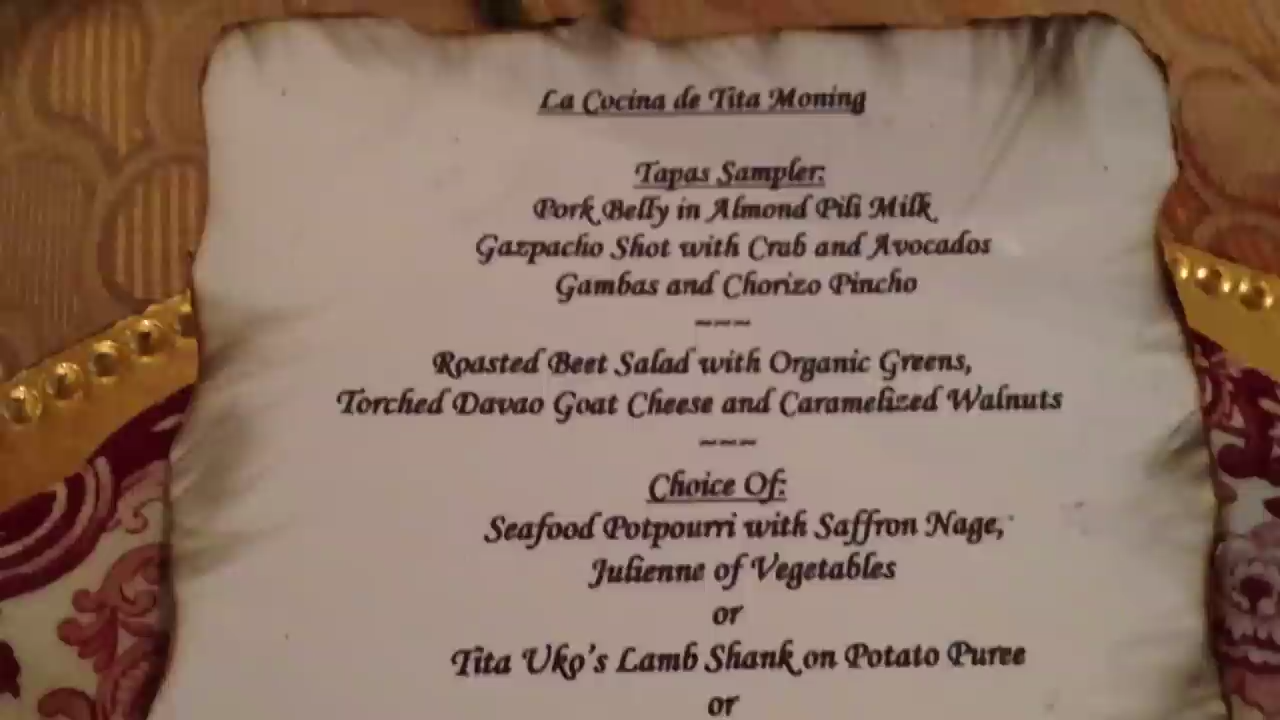 La Cocina de Tita Moning
Tapas Sampler:
Pork Belly in Almond Pili Milk
Gazpacho Shot with Crab and Avocados
Gambas and Chorizo Pincho
~~~
Roasted Beet Salad with Organic Greens,
Torched Davao Goat Cheese and Caramelized Walnuts
~~~
Choice Of:
Seafood Potpourri with Saffron Nage,
Julienne of Vegetables
or
Tita Uko's Lamb Shank on Potato Puree
or